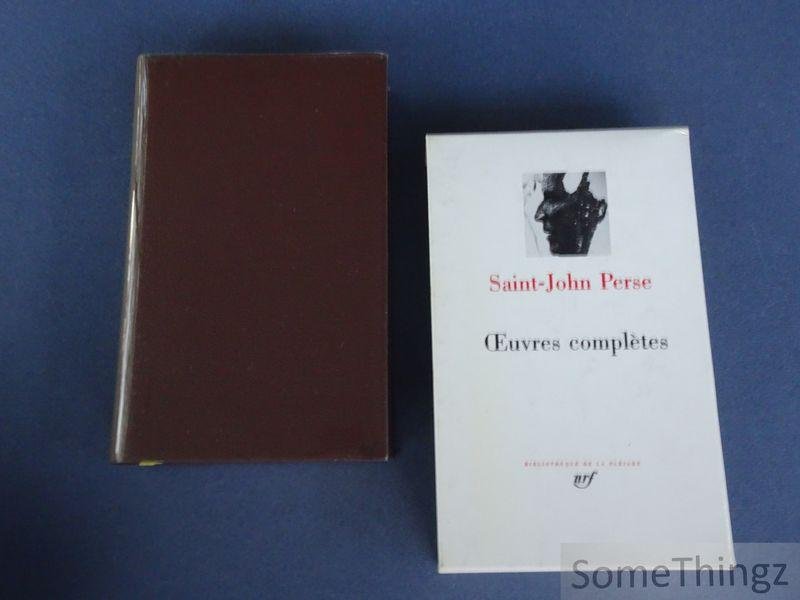 Saint-John Perse
Œuvres complètes
BIBLIOTHÈQUE DE LA PLÉIADE
nrf
SomeThingz